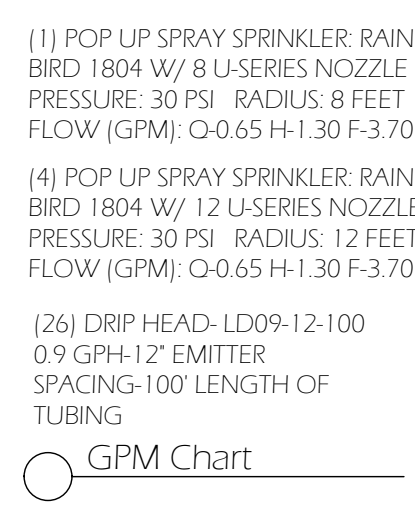 (1) POP UP SPRAY SPRINKLER: RAIN
BIRD 1804 W/ 8 U-SERIES NOZZLE
PRESSURE: 30 PSI RADIUS: 8 FEET
FLOW (GPM): Q-0.65 H-1.30 F-3.70
(4) POP UP SPRAY SPRINKLER: RAIN
BIRD 1804 W/ 12 U-SERIES NOZZLE
PRESSURE: 30 PSI RADIUS: 12 FEET
FLOW (GPM): Q-0.65 H-1.30 F-3.70
(26) DRIP HEAD- LD09-12-100
0.9 GPH-12" EMITTER
SPACING-100' LENGTH OF
TUBING
GPM Chart